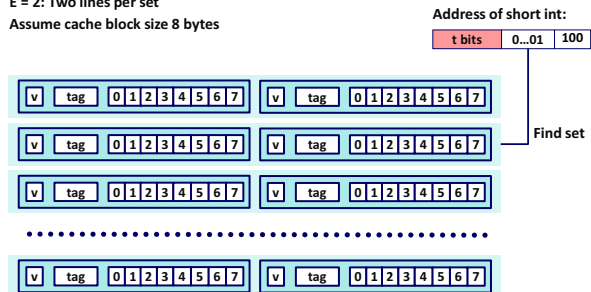 E = 2: Two lines per set
Assume cache block size 8 bytes
Address of short int:
t bits 0...01 100
v tag 0 1 2 3 4 5 6 7 v tag 0 1 2 3 4 5 6 7
v tag 0 1 2 3 4 5 6 7 v tag 0 1 2 3 4 5 6 7
Find set
v tag 0 1 2 3 4 5 6 7 v tag 0 1 2 3 4 5 6 7
v tag 0 1 2 3 4 5 6 7 v tag 0 1 2 3 4 5 6 7